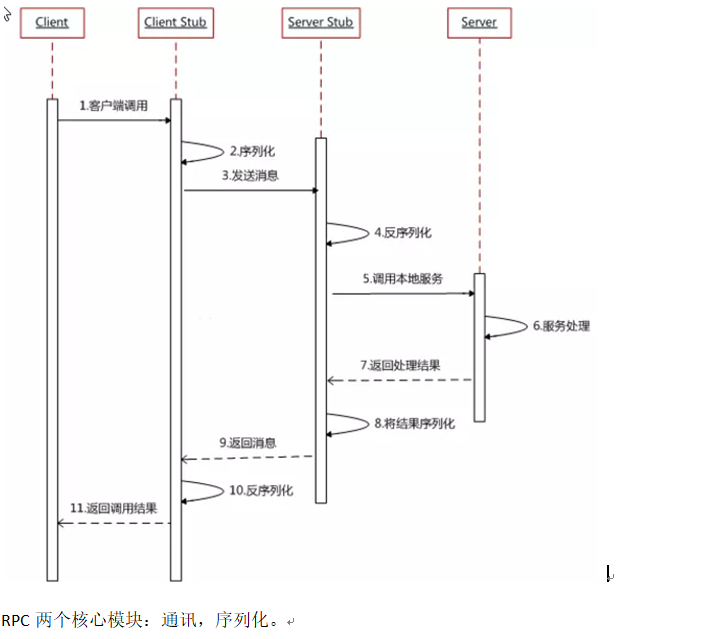 Client Client Stub Server Stub Server
1.客户端调用
2.序列化
3.发送消息
4.反序列化
5.调用本地服务
6.服务处理
7.返回处理结果
8.将结果序列化
9.返回消息
10.反序列化
11.返回调用结果
RPC 两个核心模块：通讯，序列化。